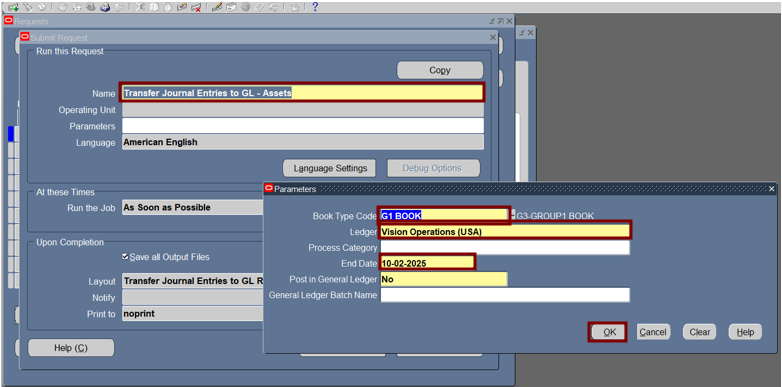 Requests
Submit Request
Run this Request
Copy
Name Transfer Journal Entries to GL - Assets
Operating Unit
Parameters
Language American English
Language Settings Debug Options
At these Times
Run the Job As Soon as Possible
Upon Completion
Save all Output Files
Layout Transfer Journal Entries to GL R
Notify
Print to noprint
Help (C)
Parameters
Book Type Code G1 BOOK G3-GROUP1 BOOK
Ledger Vision Operations (USA)
Process Category
End Date 10-02-2025
Post in General Ledger No
General Ledger Batch Name
OK Cancel Clear Help